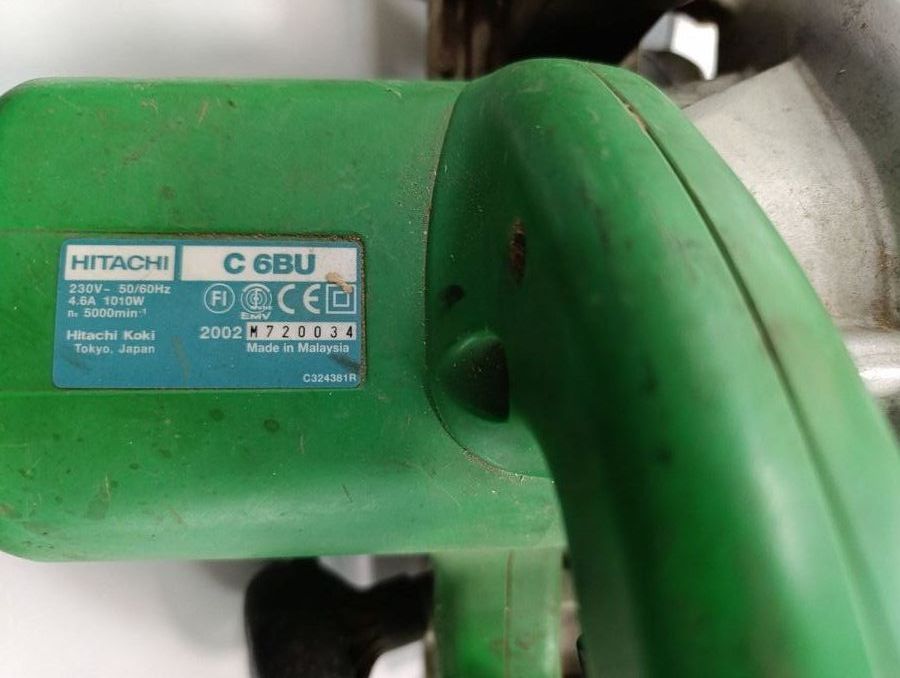 HITACHI C 6BU
230V~ 50/60Hz
4.6A 1010W
n₀ 5000min⁻¹
FI
EMV
CE
Hitachi Koki
Tokyo, Japan
2002 M720034
Made in Malaysia
C324381R